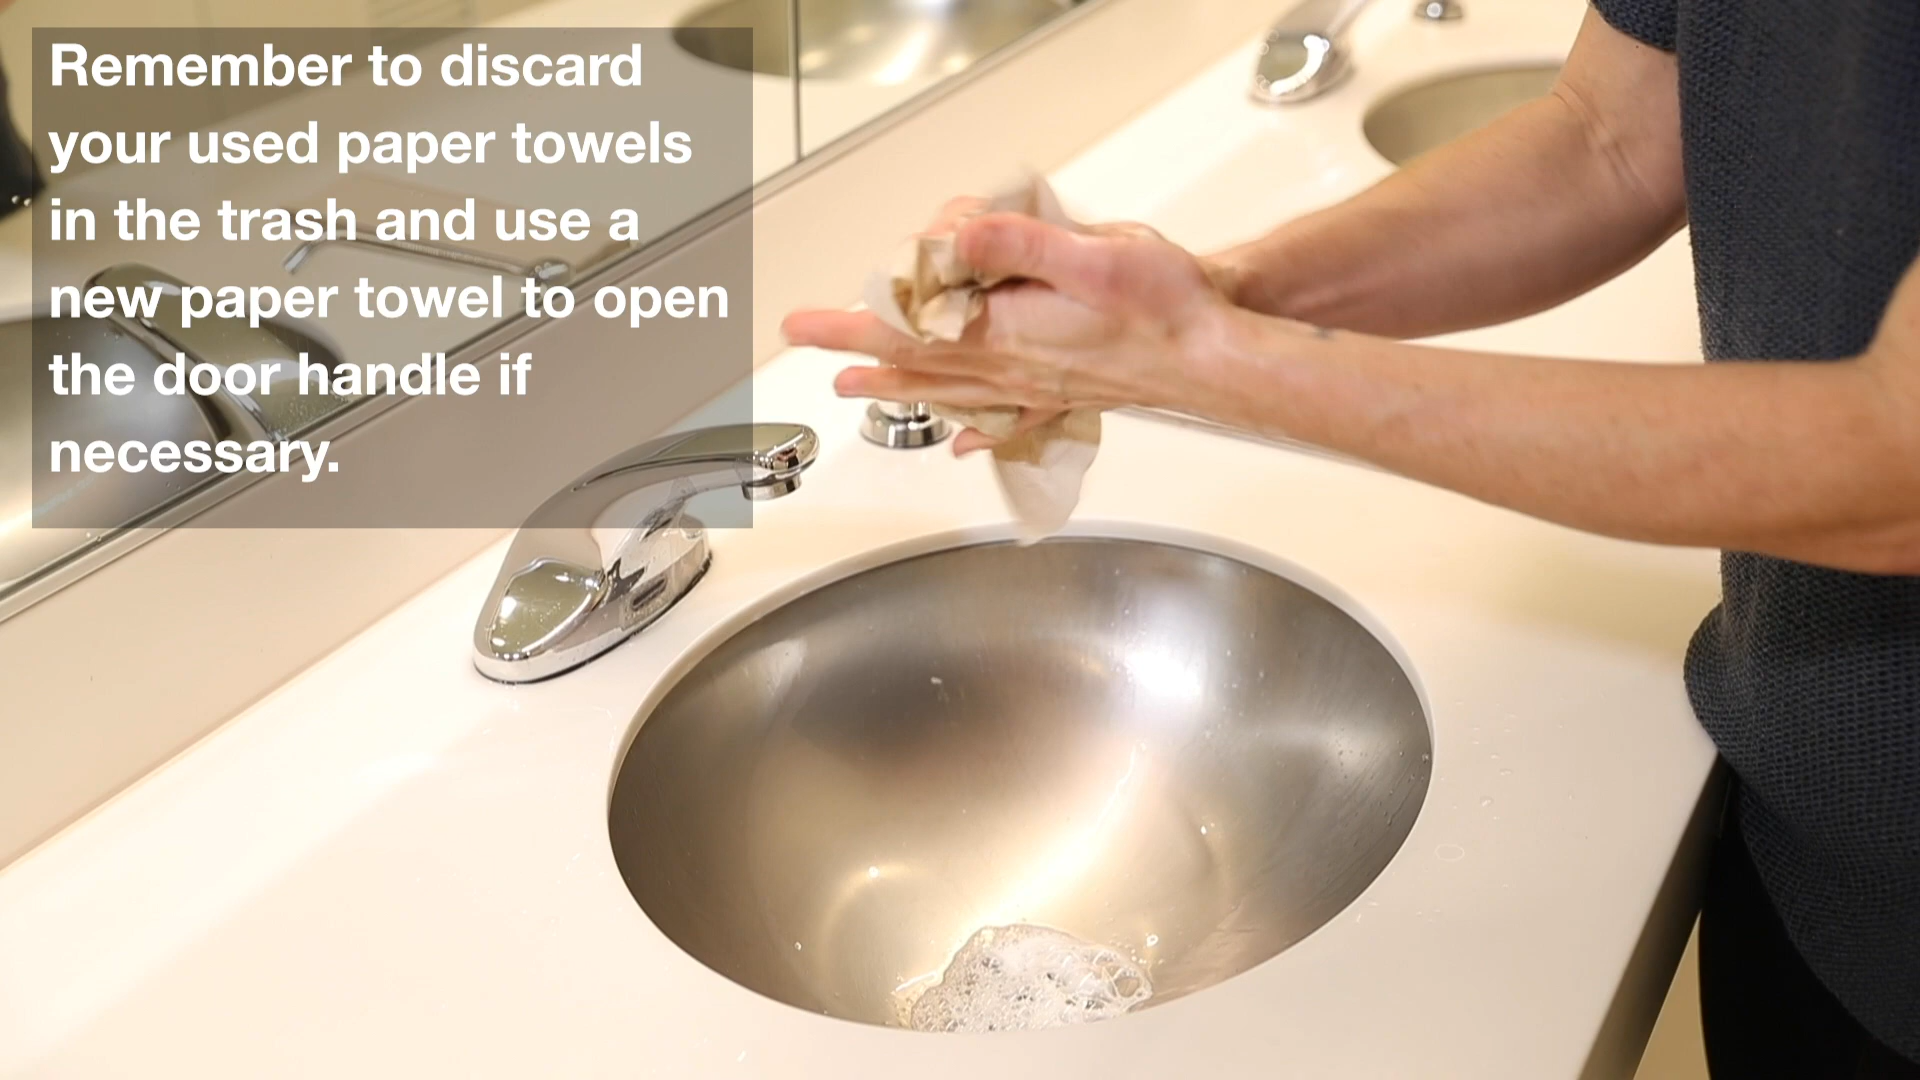 Remember to discard
your used paper towels
in the trash and use a
new paper towel to open
the door handle if
necessary.